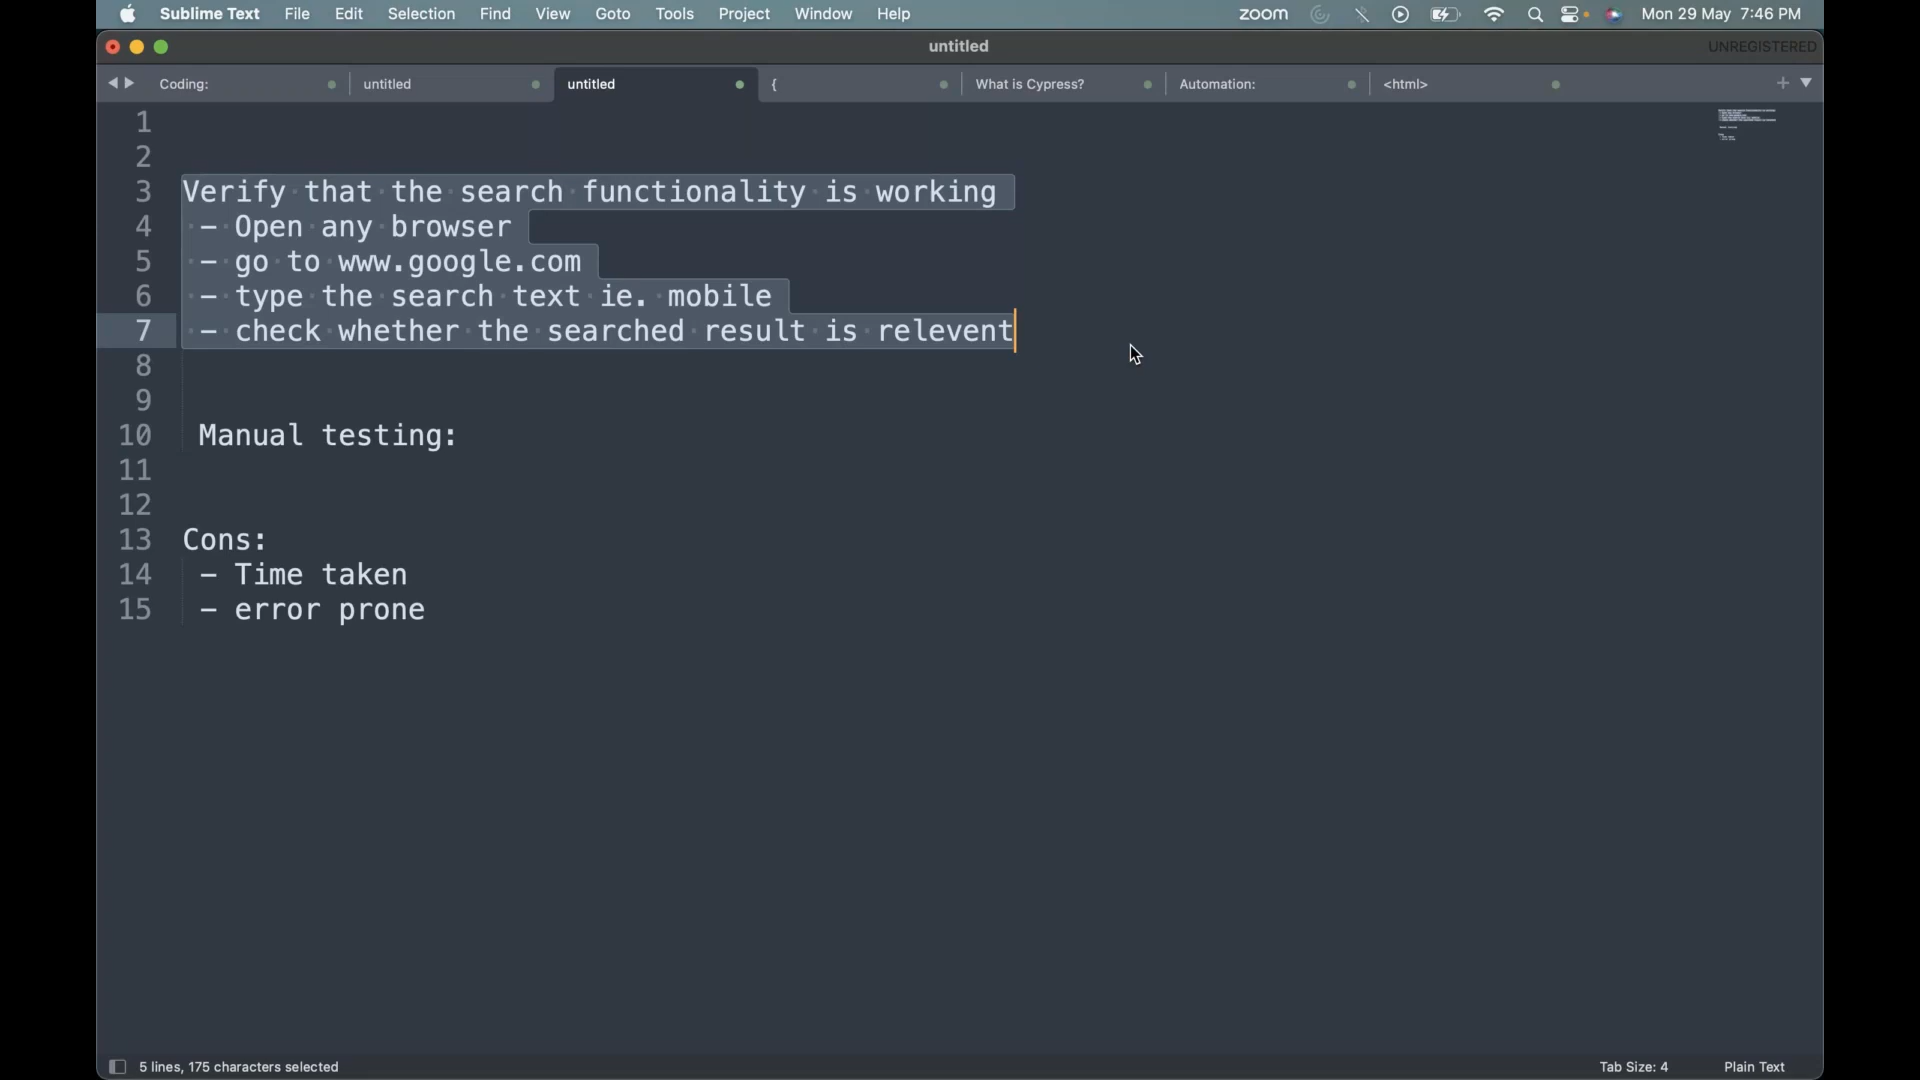 Sublime Text File Edit Selection Find View Goto Tools Project Window Help zoom Mon 29 May 7:46 PM
untitled UNREGISTERED
Coding: untitled untitled { What is Cypress? Automation: <html>
1
2
3 Verify that the search functionality is working
4 - Open any browser
5 - go to www.google.com
6 - type the search text ie. mobile
7 - check whether the searched result is relevent
8
9
10 Manual testing:
11
12
13 Cons:
14 - Time taken
15 - error prone
5 lines, 175 characters selected Tab Size: 4 Plain Text